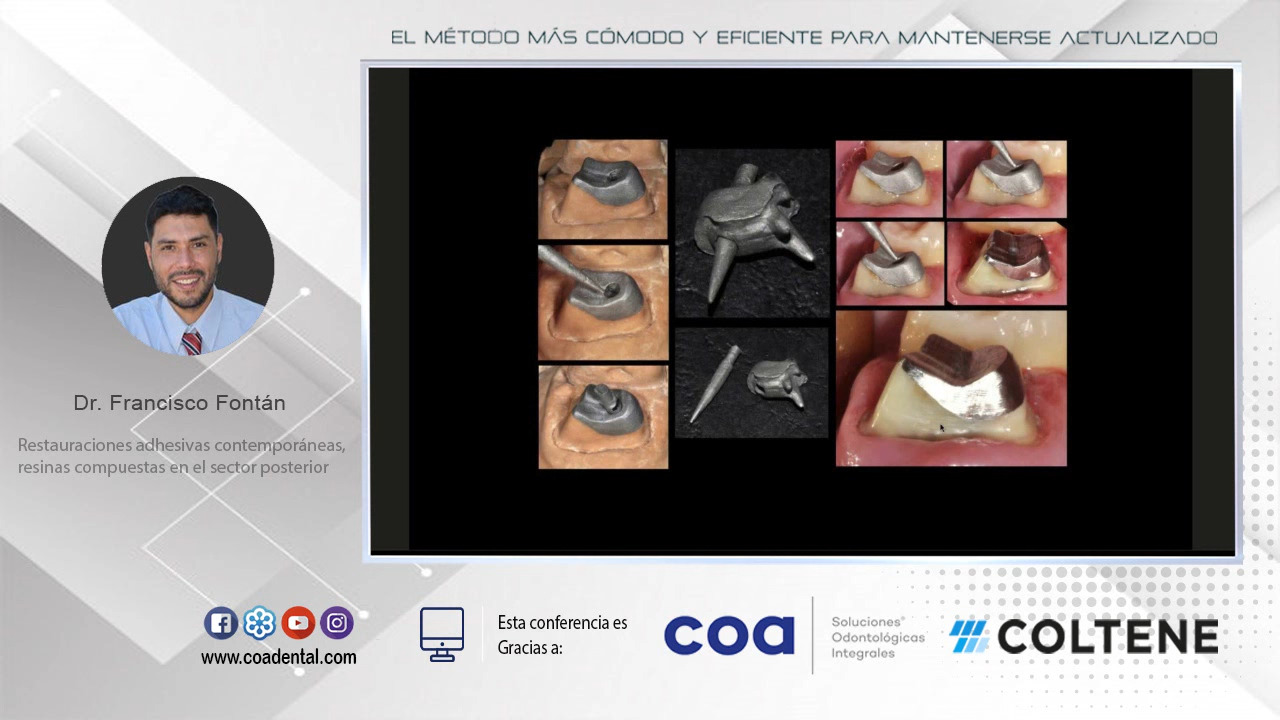 EL MÉTODO MÁS CÓMODO Y EFICIENTE PARA MANTENERSE ACTUALIZADO
Dr. Francisco Fontán
Restauraciones adhesivas contemporáneas,
resinas compuestas en el sector posterior
www.coadental.com
Esta conferencia es
Gracias a:
coa
Soluciones®
Odontológicas
Integrales
COLTENE